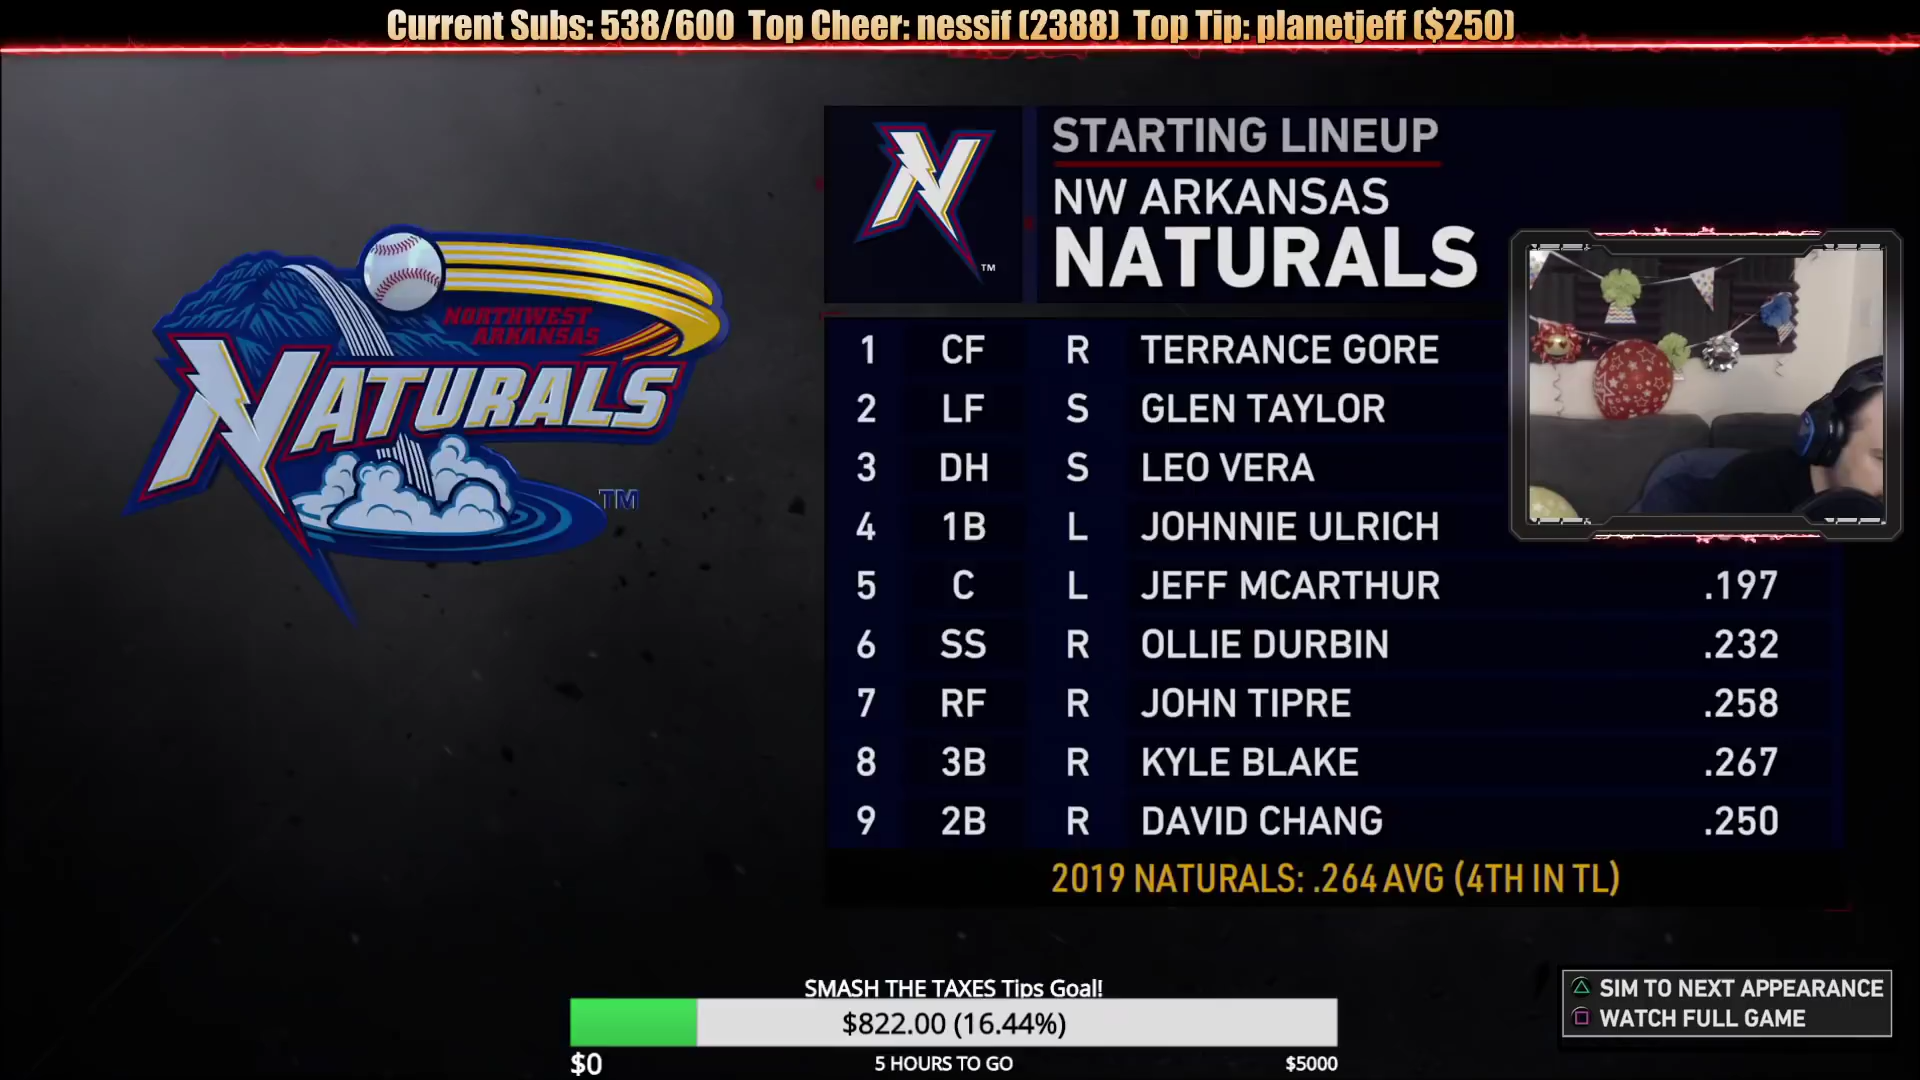 Current Subs: 538/600 Top Cheer: nessif (2388) Top Tip: planetjeff ($250)
N™
STARTING LINEUP
NW ARKANSAS
NATURALS
NORTHWEST
ARKANSAS
NATURALS
TM
1 CF R TERRANCE GORE
2 LF S GLEN TAYLOR
3 DH S LEO VERA
4 1B L JOHNNIE ULRICH
5 C L JEFF MCARTHUR .197
6 SS R OLLIE DURBIN .232
7 RF R JOHN TIPRE .258
8 3B R KYLE BLAKE .267
9 2B R DAVID CHANG .250
2019 NATURALS: .264 AVG (4TH IN TL)
SMASH THE TAXES Tips Goal!
$822.00 (16.44%)
$0 5 HOURS TO GO $5000
SIM TO NEXT APPEARANCE
WATCH FULL GAME